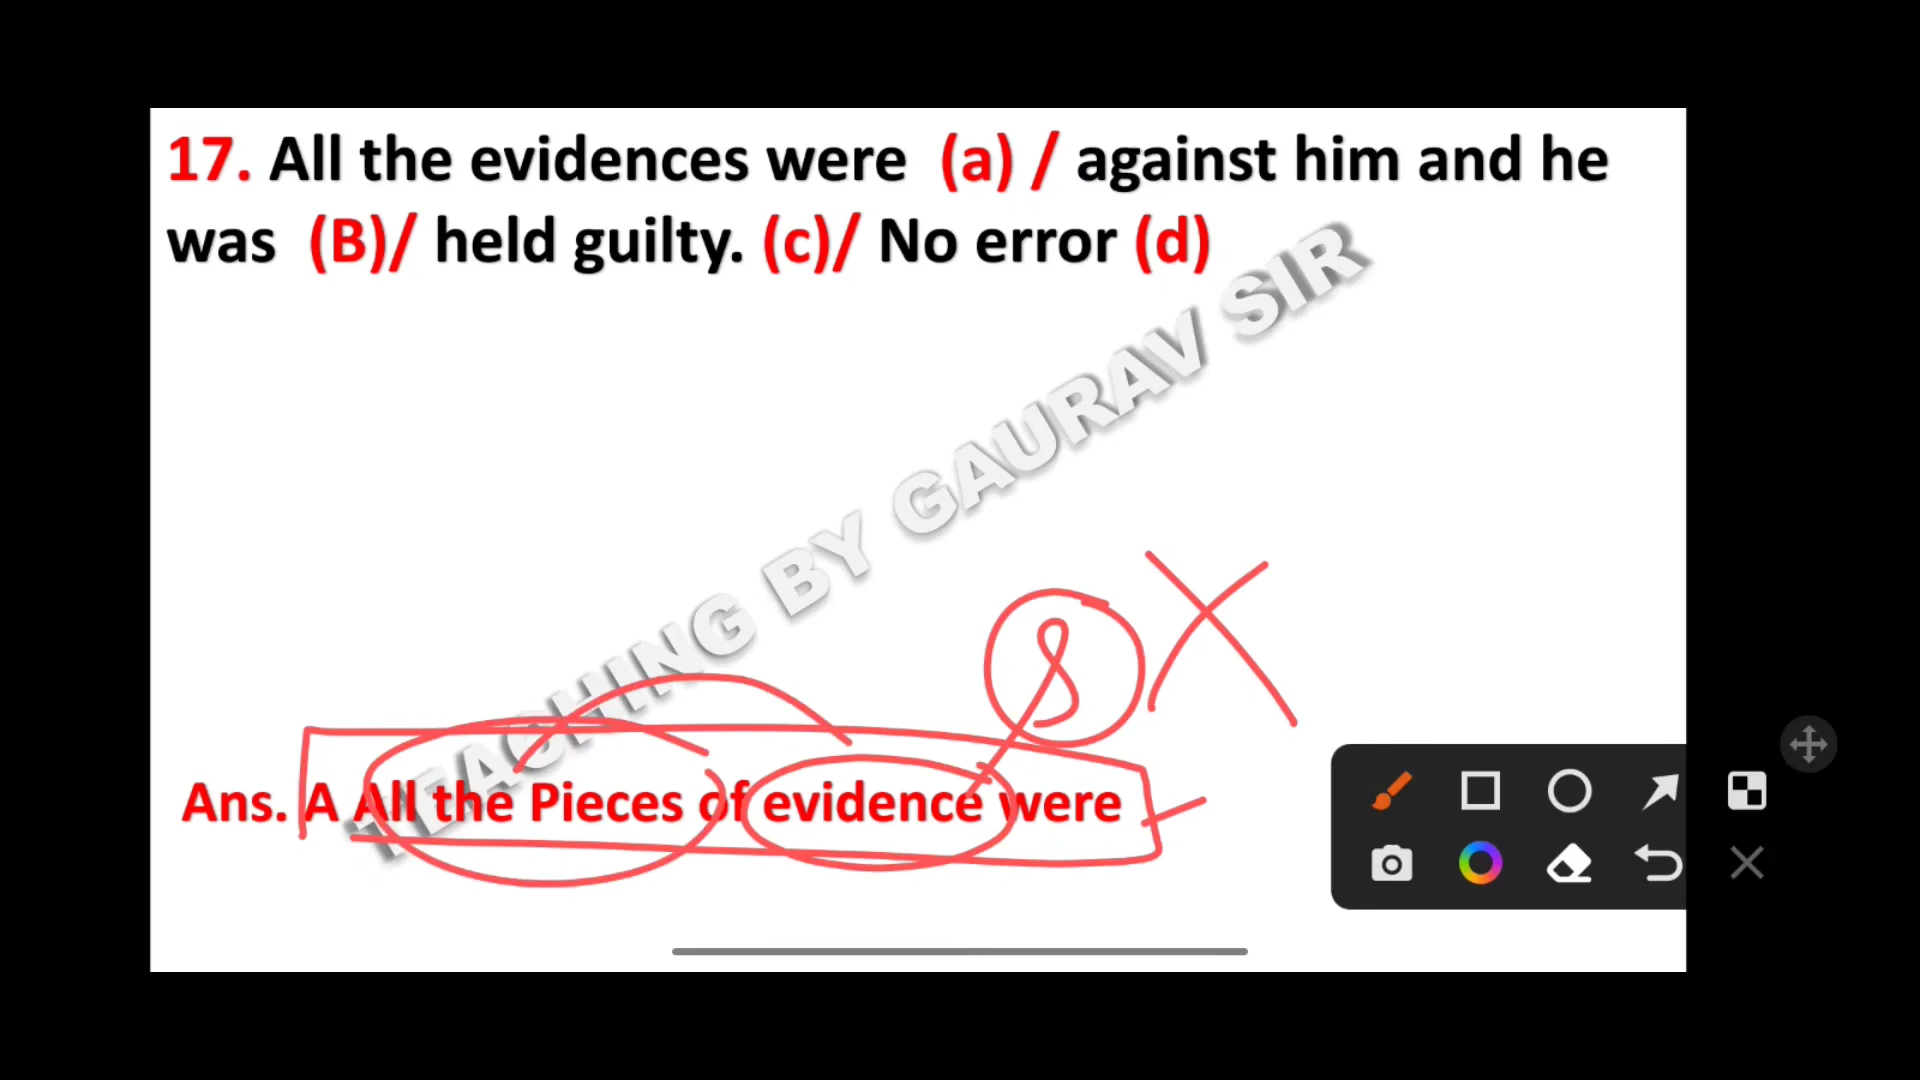 17. All the evidences were (a) / against him and he
was (B)/ held guilty. (c)/ No error (d)
TEACHING BY GAURAV SIR
S X
Ans. A All the Pieces of evidence were